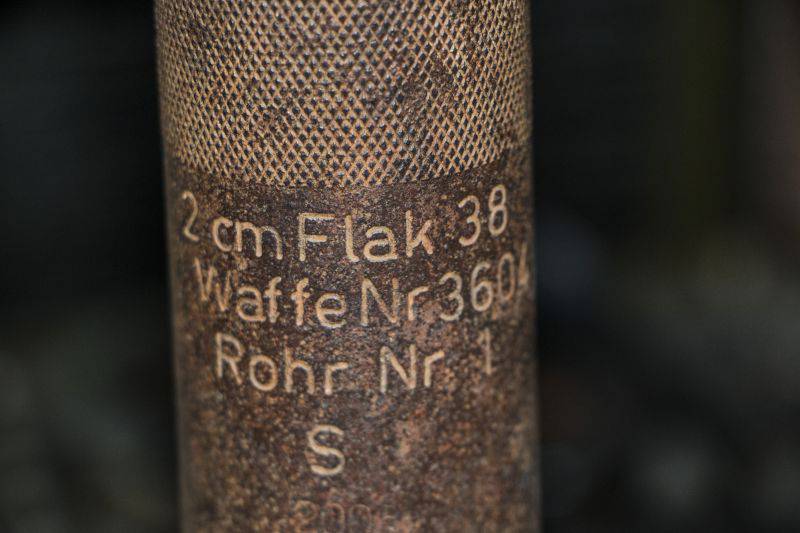 2 cm Flak 38
Waffe Nr 3604
Rohr Nr 1
S